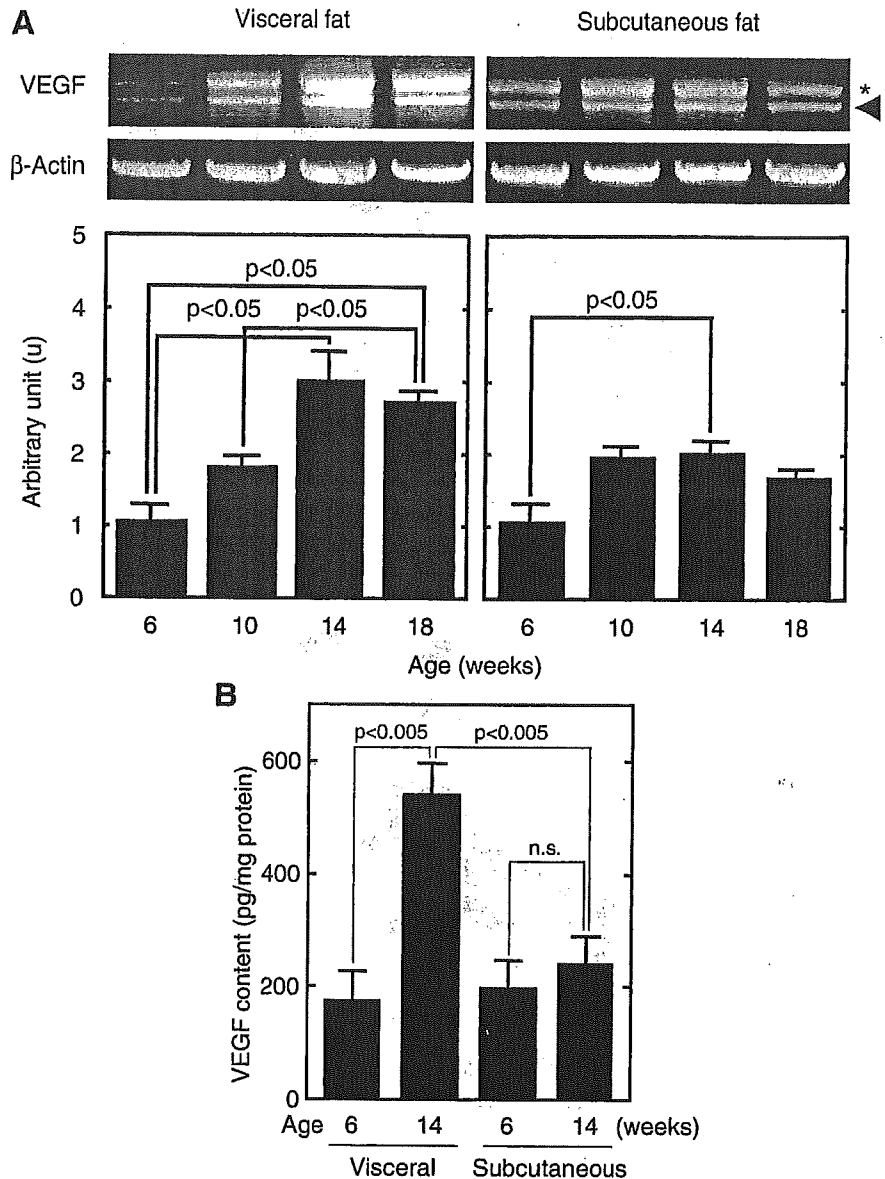 A
Visceral fat
Subcutaneous fat
VEGF
*
β-Actin
5
4
3
2
1
0
Arbitrary unit (u)
p<0.05
p<0.05
p<0.05
p<0.05
6
10
14
18
6
10
14
18
Age (weeks)
B
600
400
200
0
VEGF content (pg/mg protein)
p<0.005
p<0.005
n.s.
Age 6 14 6 14 (weeks)
Visceral Subcutaneous